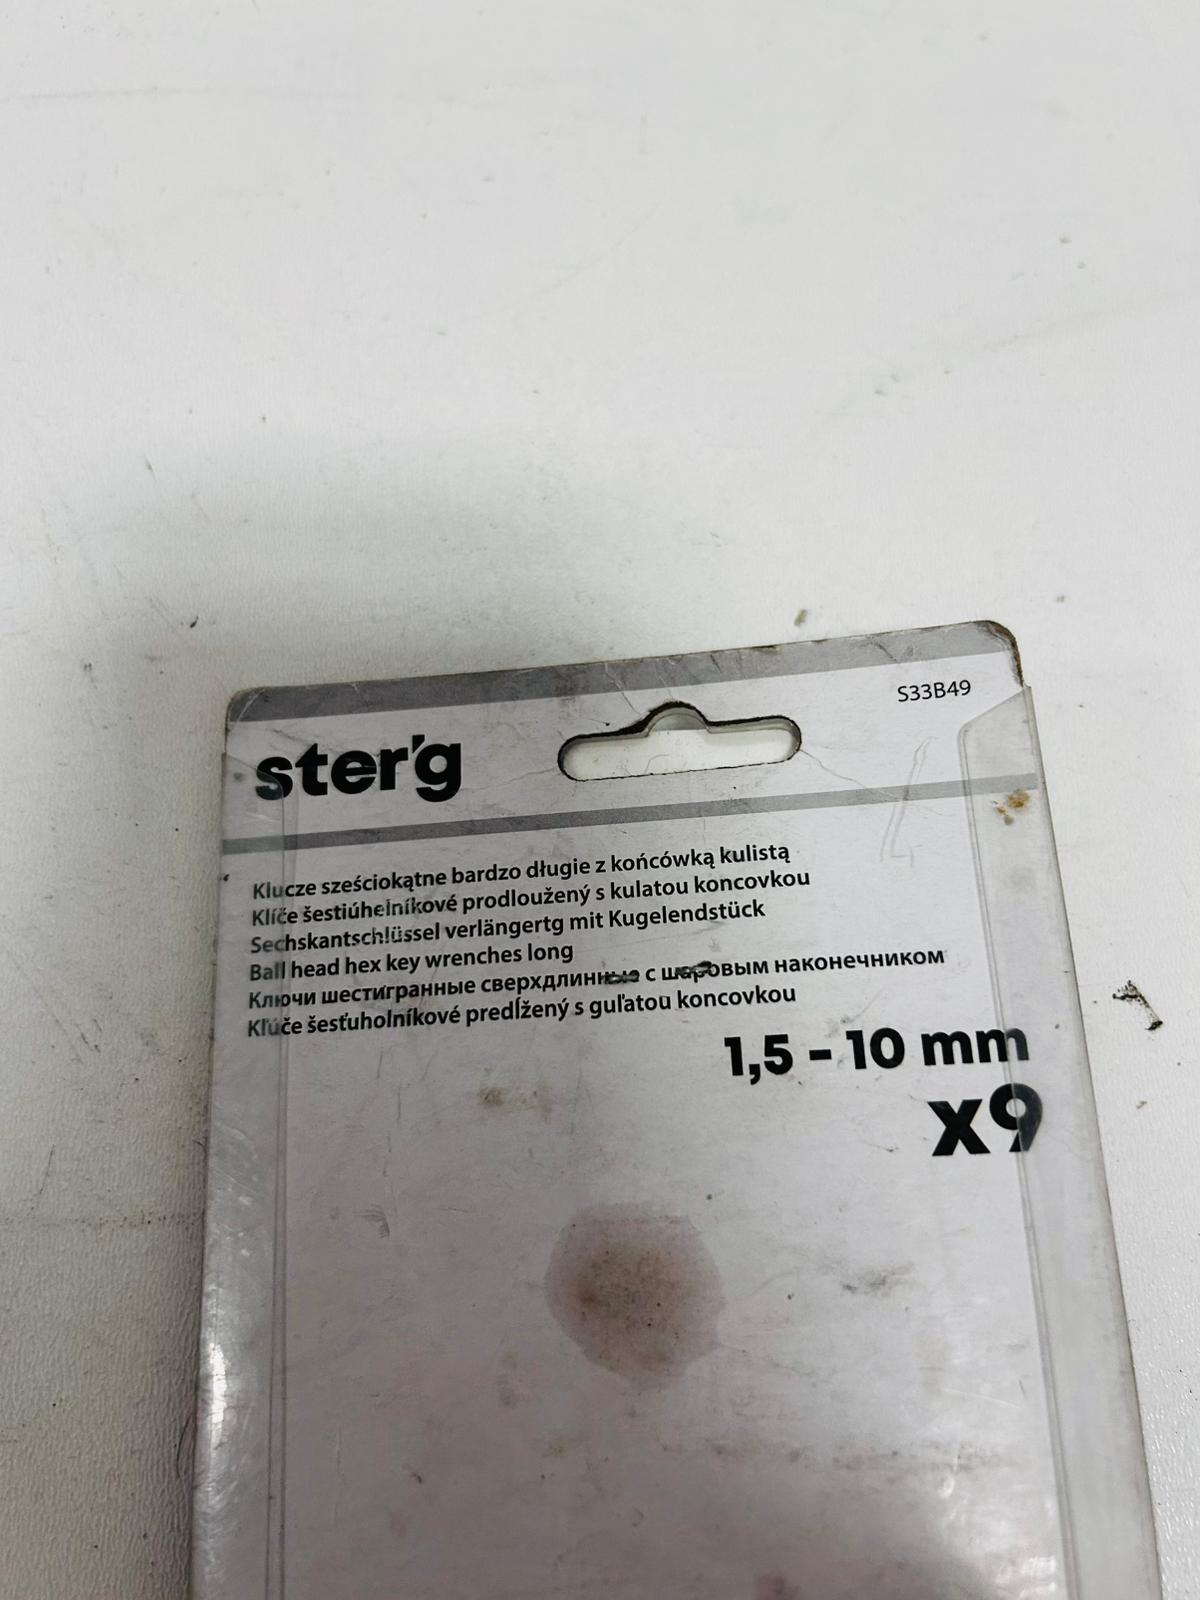 S33B49
ster'g
Klucze sześciokątne bardzo długie z końcówką kulistą
Klíče šestiúhelníkové prodloužený s kulatou koncovkou
Sechskantschlüssel verlängertg mit Kugelendstück
Ball head hex key wrenches long
Ключи шестигранные сверхдлинные с шаровым наконечником
Kľúče šesťuholníkové predĺžený s guľatou koncovkou
1,5 - 10 mm
x9